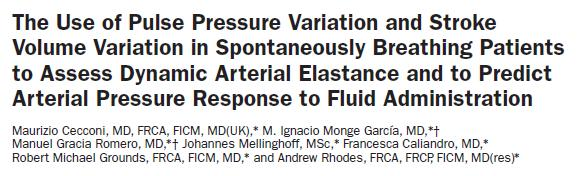 The Use of Pulse Pressure Variation and Stroke
Volume Variation in Spontaneously Breathing Patients
to Assess Dynamic Arterial Elastance and to Predict
Arterial Pressure Response to Fluid Administration
Maurizio Cecconi, MD, FRCA, FICM, MD(UK),* M. Ignacio Monge García, MD,*†
Manuel Gracia Romero, MD,*† Johannes Mellinghoff, MSc,* Francesca Caliandro, MD,*
Robert Michael Grounds, FRCA, FICM, MD,* and Andrew Rhodes, FRCA, FRCP, FICM, MD(res)*